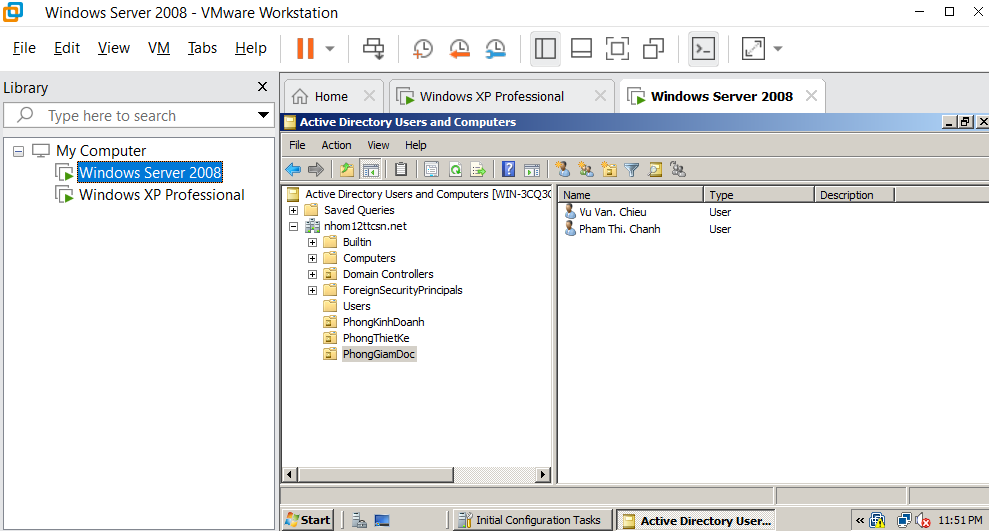 Windows Server 2008 - VMware Workstation
File Edit View VM Tabs Help
Library
Type here to search
My Computer
Windows Server 2008
Windows XP Professional
Home
Windows XP Professional
Windows Server 2008
Active Directory Users and Computers
File Action View Help
Active Directory Users and Computers [WIN-3CQ3C
Saved Queries
nhom12ttcsn.net
Builtin
Computers
Domain Controllers
ForeignSecurityPrincipals
Users
PhongKinhDoanh
PhongThietKe
PhongGiamDoc
Name Type Description
Vu Van. Chieu User
Pham Thi. Chanh User
Start
Initial Configuration Tasks
Active Directory User...
11:51 PM